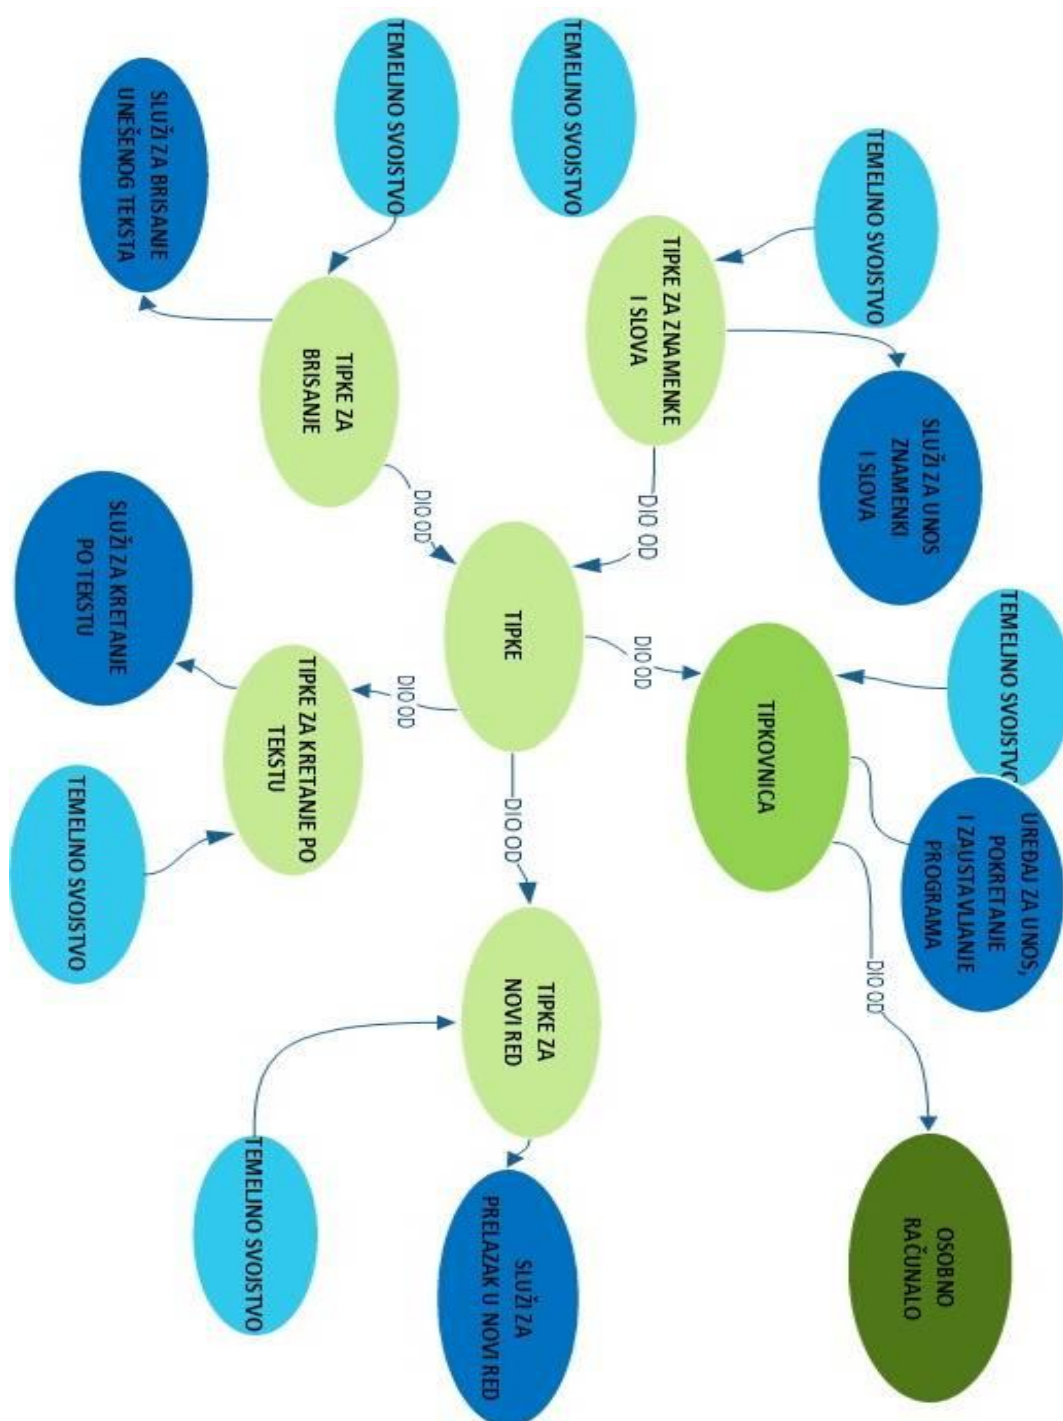 TEMELJNO SVOJSTVO
UREĐAJ ZA UNOS,
POKRETANJE
I ZAUSTAVLJANJE
PROGRAMA
TEMELJNO SVOJSTVO
SLUŽI ZA UNOS
ZNAMENKI
I SLOVA
DIO OD
OSOBNO
RAČUNALO
TIPKOVNICA
TIPKE ZA ZNAMENKE
I SLOVA
DIO OD
DIO OD
TEMELJNO SVOJSTVO
TIPKE
DIO OD
TIPKE ZA
NOVI RED
SLUŽI ZA
PRELAZAK U NOVI RED
TEMELJNO SVOJSTVO
TIPKE ZA
BRISANJE
DIO OD
DIO OD
TIPKE ZA KRETANJE PO
TEKSTU
TEMELJNO SVOJSTVO
SLUŽI ZA BRISANJE
UNEŠENOG TEKSTA
SLUŽI ZA KRETANJE
PO TEKSTU
TEMELJNO SVOJSTVO